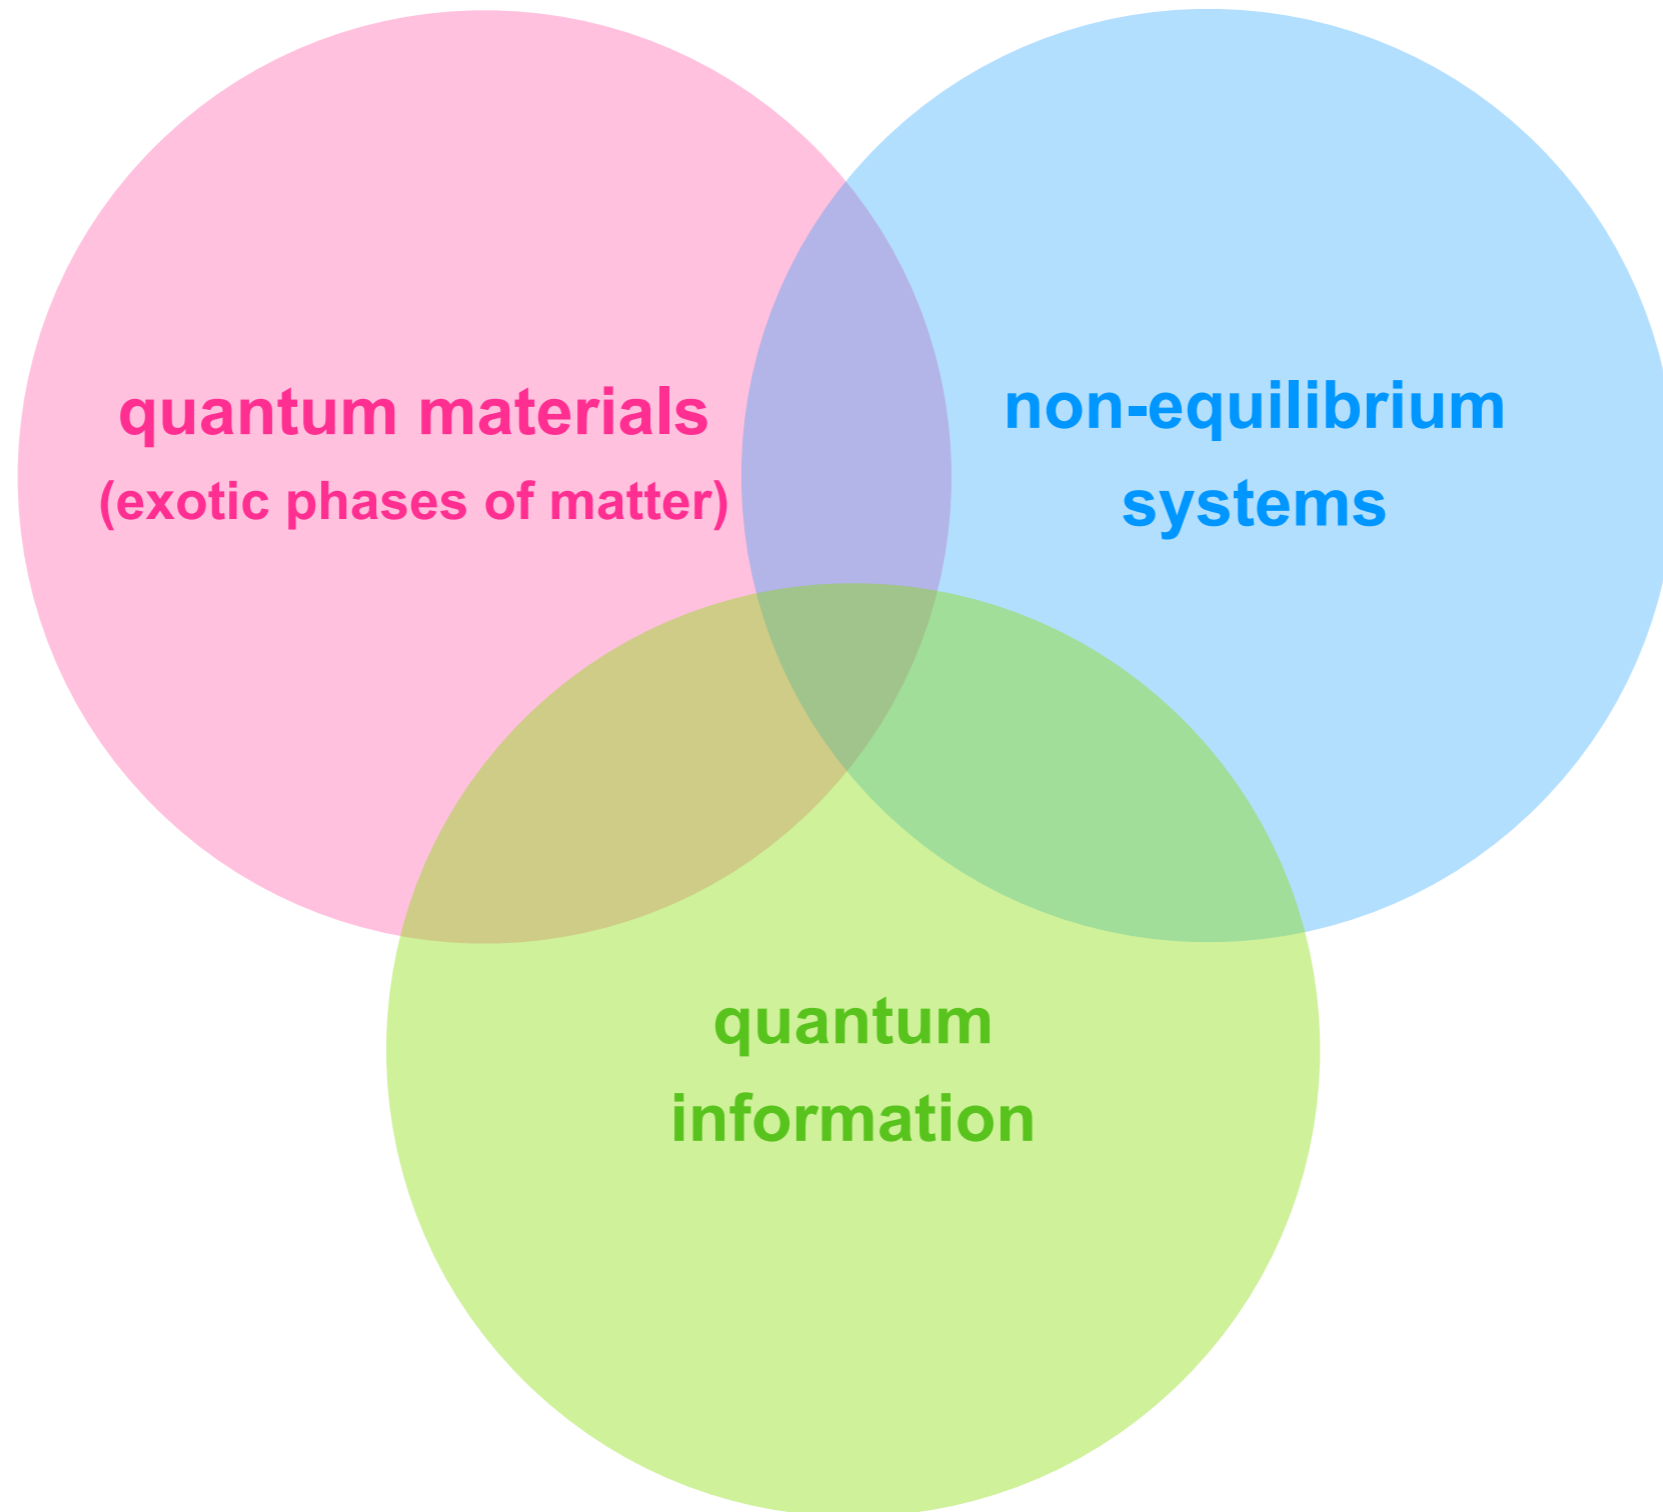 quantum materials
(exotic phases of matter)
non-equilibrium
systems
quantum
information